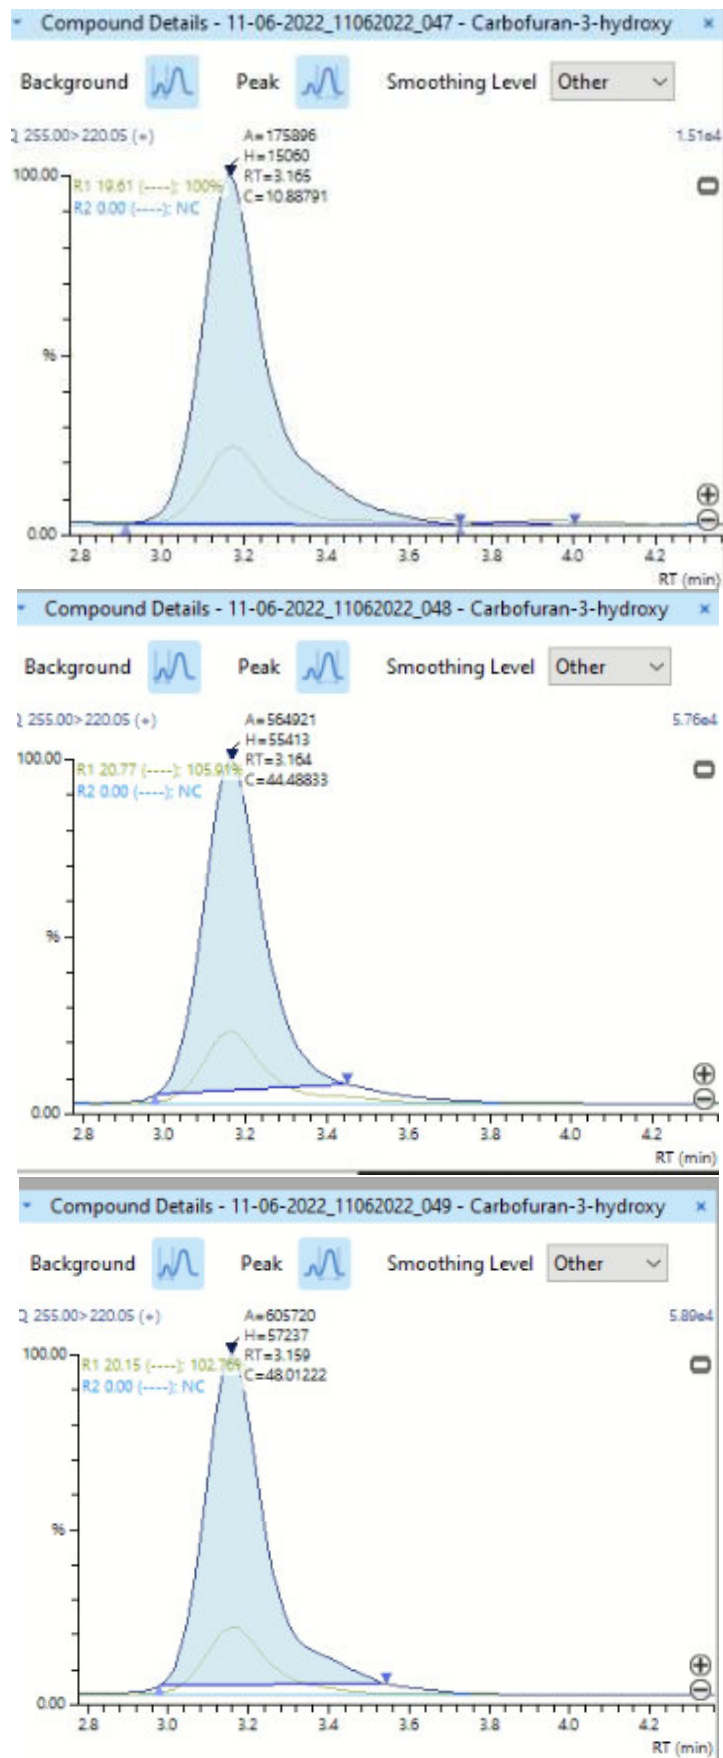 Compound Details - 11-06-2022_11062022_047 - Carbofuran-3-hydroxy ×
Background Peak Smoothing Level Other
255.00>220.05 (+) A=175896 1.51e4
H=15060
RT=3.165
C=10.88791
100.00
R1 19.61 (----); 100%
R2 0.00 (----); NC
%
0.00
2.8 3.0 3.2 3.4 3.6 3.8 4.0 4.2
RT (min)
Compound Details - 11-06-2022_11062022_048 - Carbofuran-3-hydroxy ×
Background Peak Smoothing Level Other
255.00>220.05 (+) A=564921 5.76e4
H=55413
RT=3.164
C=44.48833
100.00
R1 20.77 (----); 105.91%
R2 0.00 (----); NC
%
0.00
2.8 3.0 3.2 3.4 3.6 3.8 4.0 4.2
RT (min)
Compound Details - 11-06-2022_11062022_049 - Carbofuran-3-hydroxy ×
Background Peak Smoothing Level Other
Q 255.00>220.05 (+) A=605720 5.89e4
H=57237
RT=3.159
C=48.01222
100.00
R1 20.15 (----); 102.76%
R2 0.00 (----); NC
%
0.00
2.8 3.0 3.2 3.4 3.6 3.8 4.0 4.2
RT (min)